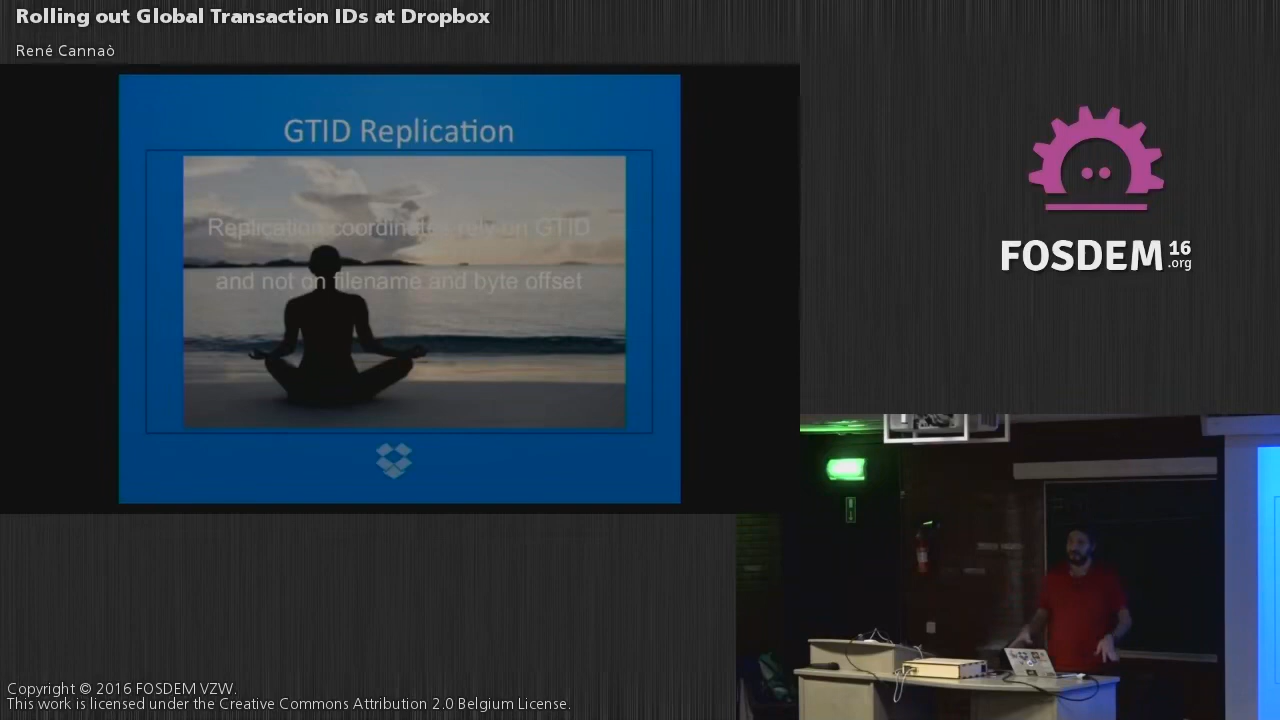 Rolling out Global Transaction IDs at Dropbox
René Cannaò
GTID Replication
Replication coordinates rely on GTID
and not on filename and byte offset
FOSDEM 16
.org
Copyright © 2016 FOSDEM VZW.
This work is licensed under the Creative Commons Attribution 2.0 Belgium License.